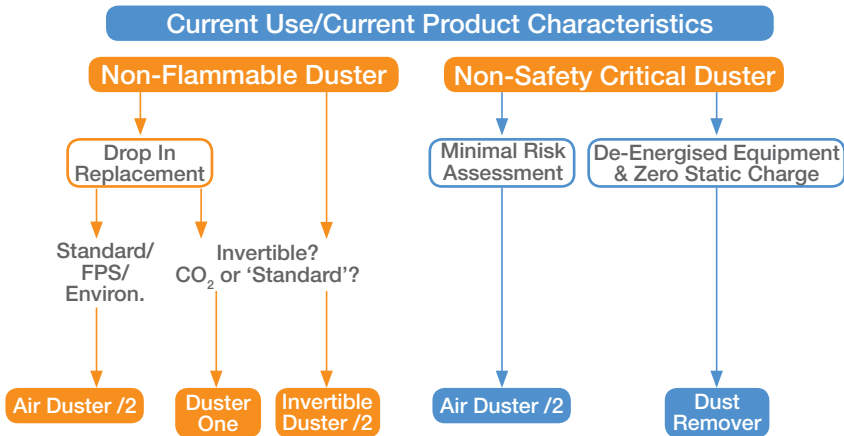 Current Use/Current Product Characteristics
Non-Flammable Duster
Non-Safety Critical Duster
Drop In
Replacement
Minimal Risk
Assessment
De-Energised Equipment
& Zero Static Charge
Standard/
FPS/
Environ.
Invertible?
CO₂ or ‘Standard’?
Air Duster /2
Duster
One
Invertible
Duster /2
Air Duster /2
Dust
Remover